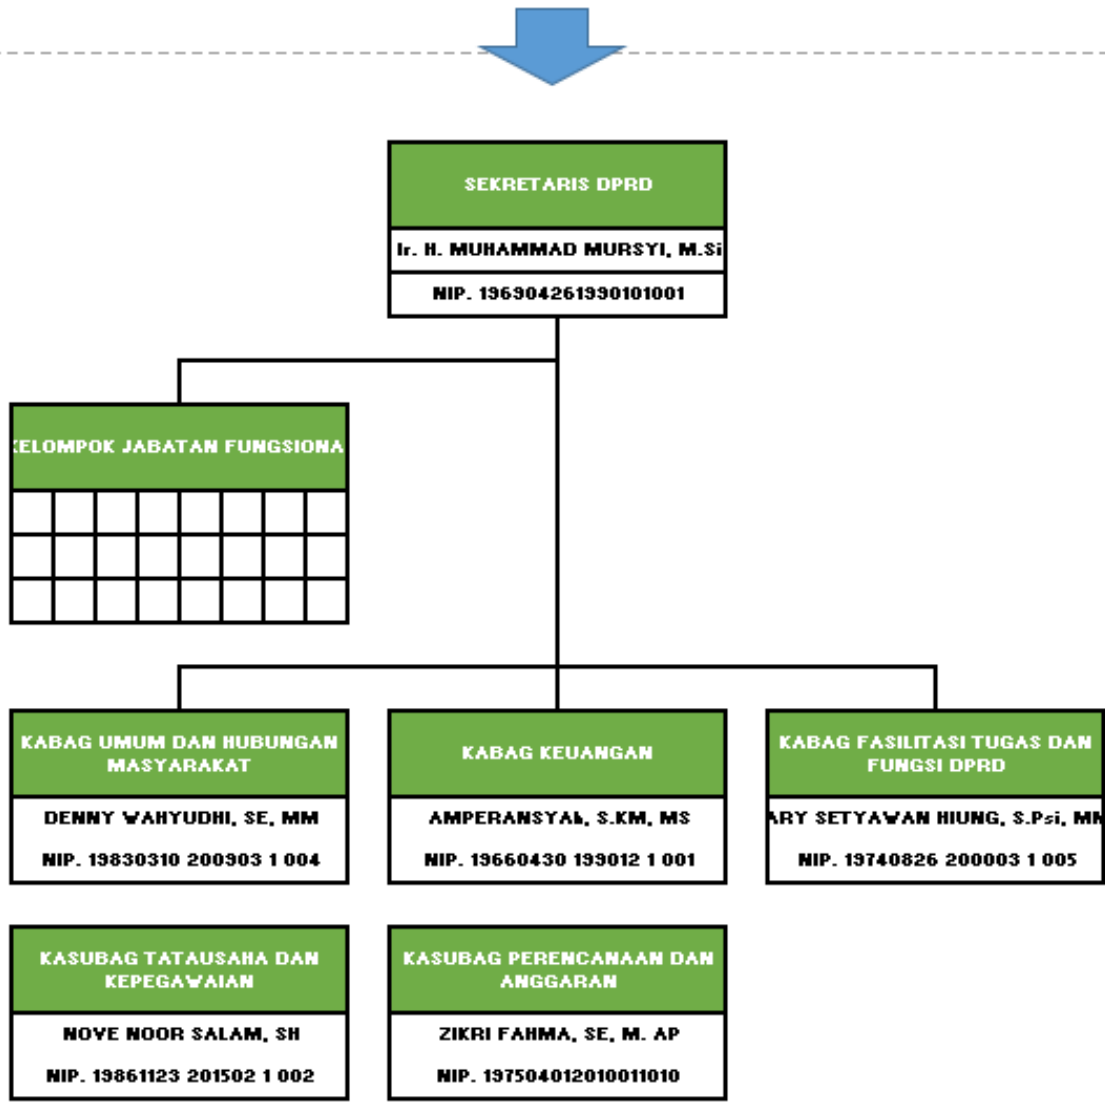 SEKRETARIS DPRD
Ir. H. MUHAMMAD MURSYI, M.Si
NIP. 196904261990101001
KELOMPOK JABATAN FUNGSIONA
KABAG UMUM DAN HUBUNGAN
MASYARAKAT
DENNY WAHYUDHI, SE, MM
NIP. 19830310 200903 1 004
KABAG KEUANGAN
AMPERANSYAh, S.KM, MS
NIP. 19660430 199012 1 001
KABAG FASILITASI TUGAS DAN
FUNGSI DPRD
ARY SETYAWAN HIUNG, S.Psi, MM
NIP. 19740826 200003 1 005
KASUBAG TATAUSAHA DAN
KEPEGAWAIAN
NOVE NOOR SALAM, SH
NIP. 19861123 201502 1 002
KASUBAG PERENCANAAN DAN
ANGGARAN
ZIKRI FAHMA, SE, M. AP
NIP. 197504012010011010